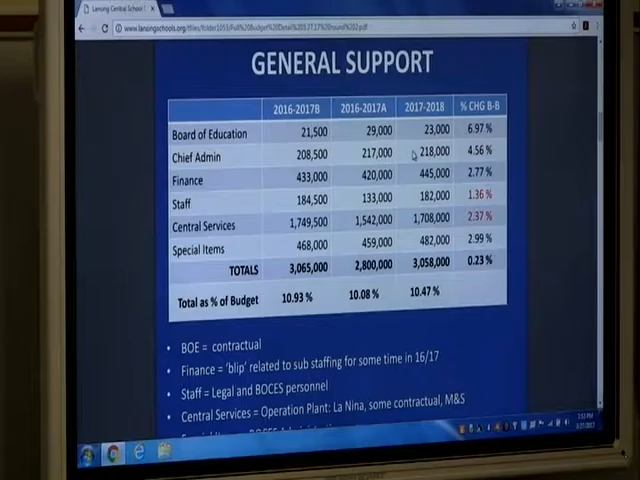 Lansing Central School D
GENERAL SUPPORT
2016-2017B 2016-2017A 2017-2018 % CHG B-B
Board of Education 21,500 29,000 23,000 6.97 %
Chief Admin 208,500 217,000 218,000 4.56 %
Finance 433,000 420,000 445,000 2.77 %
Staff 184,500 133,000 182,000 1.36 %
Central Services 1,749,500 1,542,000 1,708,000 2.37 %
Special Items 468,000 459,000 482,000 2.99 %
TOTALS 3,065,000 2,800,000 3,058,000 0.23 %
Total as % of Budget 10.93 % 10.08 % 10.47 %
• BOE = contractual
• Finance = 'blip' related to sub staffing for some time in 16/17
• Staff = Legal and BOCES personnel
• Central Services = Operation Plant: La Nina, some contractual, M&S
7:53 PM